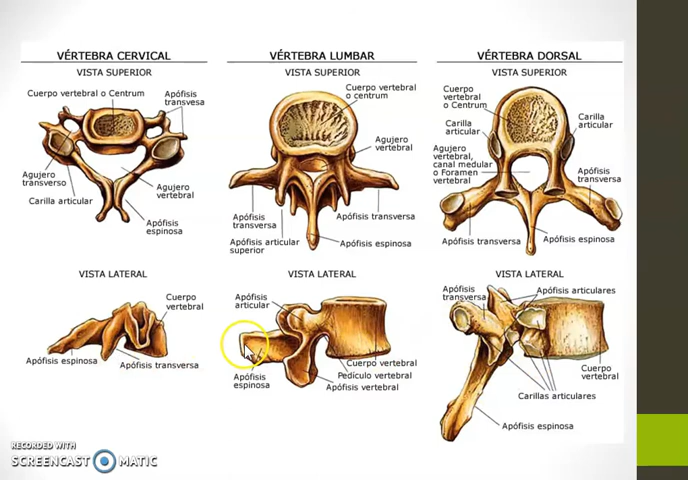 VÉRTEBRA CERVICAL
VISTA SUPERIOR
Cuerpo vertebral o Centrum
Apófisis
transvesa
Agujero
transverso
Carilla articular
Agujero
vertebral
Apófisis
espinosa
VISTA LATERAL
Cuerpo
vertebral
Apófisis espinosa
Apófisis transversa
VÉRTEBRA LUMBAR
VISTA SUPERIOR
Cuerpo vertebral
o centrum
Agujero
vertebral
Apófisis
transversa
Apófisis transversa
Apófisis articular
superior
Apófisis espinosa
VISTA LATERAL
Apófisis
articular
Apófisis
espinosa
Cuerpo vertebral
Pedículo vertebral
Apófisis vertebral
VÉRTEBRA DORSAL
VISTA SUPERIOR
Cuerpo
vertebral
o Centrum
Carilla
articular
Carilla
articular
Agujero
vertebral,
canal medular
o Foramen
vertebral
Apófisis
transversa
Apófisis transversa
Apófisis espinosa
VISTA LATERAL
Apófisis
transversa
Apófisis articulares
Cuerpo
vertebral
Carillas articulares
Apófisis espinosa
RECORDED WITH
SCREENCAST MATIC